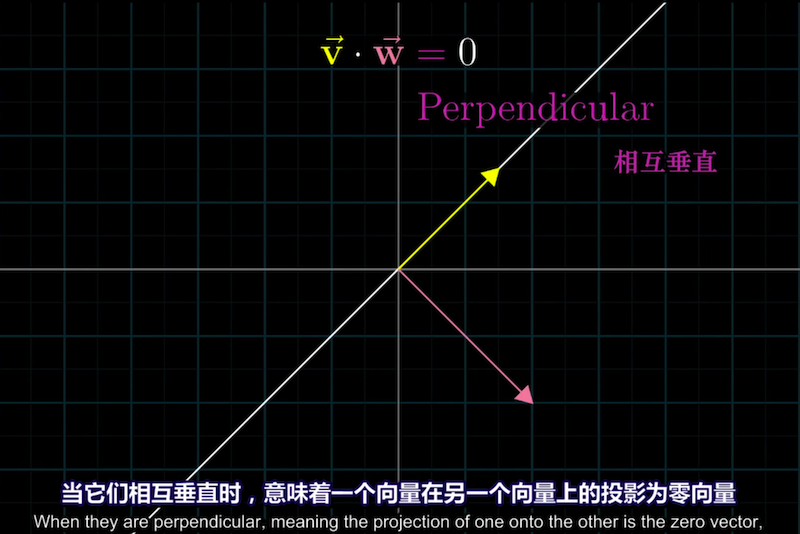 v⃗ · w⃗ = 0
Perpendicular
相互垂直
当它们相互垂直时，意味着一个向量在另一个向量上的投影为零向量
When they are perpendicular, meaning the projection of one onto the other is the zero vector,